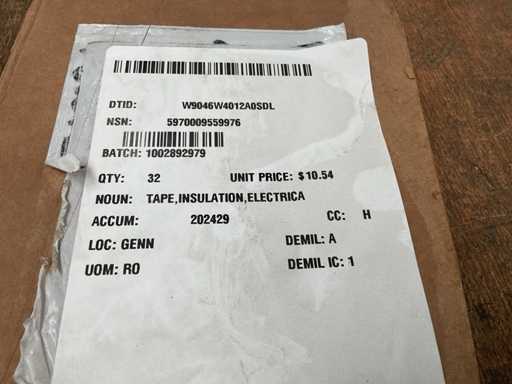 DTID: W9046W4012A0SDL
NSN: 5970009559976
BATCH: 1002892979
QTY: 32 UNIT PRICE: $10.54
NOUN: TAPE,INSULATION,ELECTRICA
ACCUM: 202429 CC: H
LOC: GENN DEMIL: A
UOM: RO DEMIL IC: 1